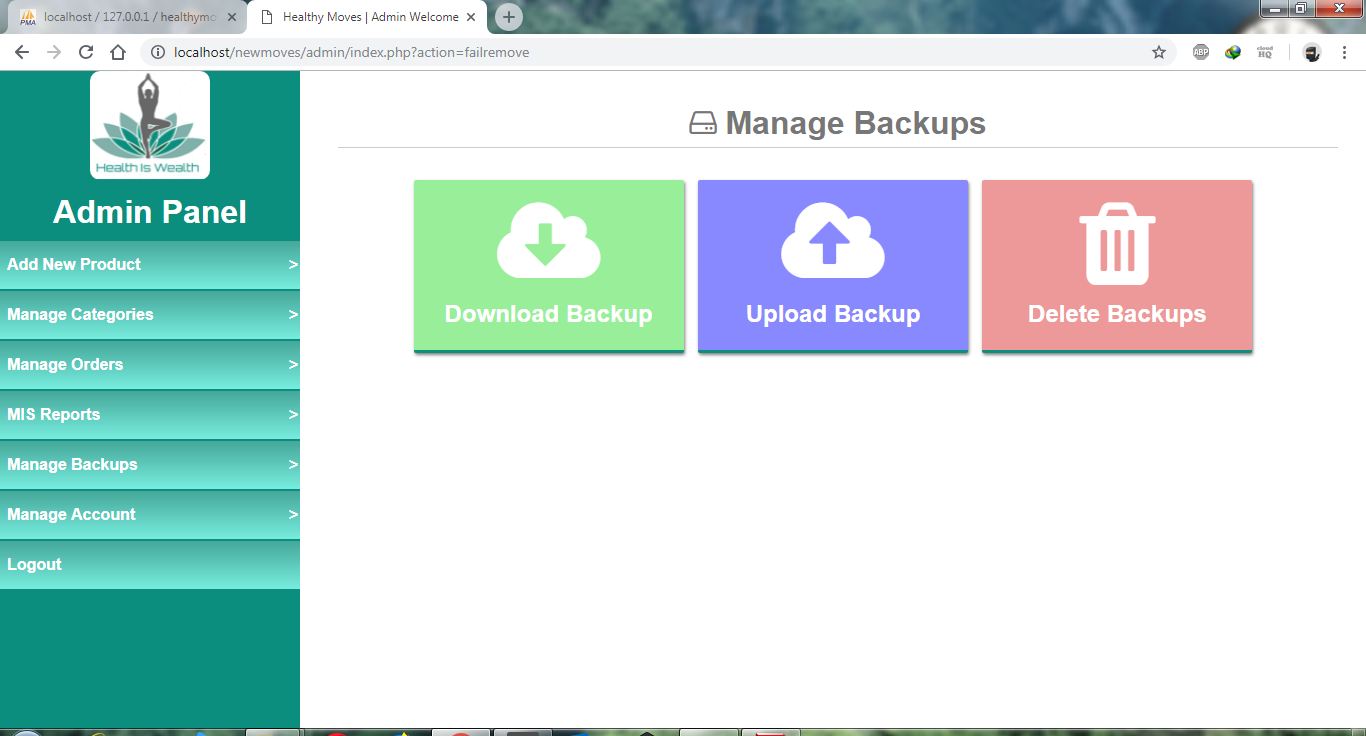 PMA
localhost / 127.0.0.1 / healthymo
Healthy Moves | Admin Welcome
localhost/newmoves/admin/index.php?action=failremove
ABP
cloud
HQ
Health Is Wealth
Admin Panel
Add New Product >
Manage Categories >
Manage Orders >
MIS Reports >
Manage Backups >
Manage Account >
Logout
Manage Backups
Download Backup
Upload Backup
Delete Backups